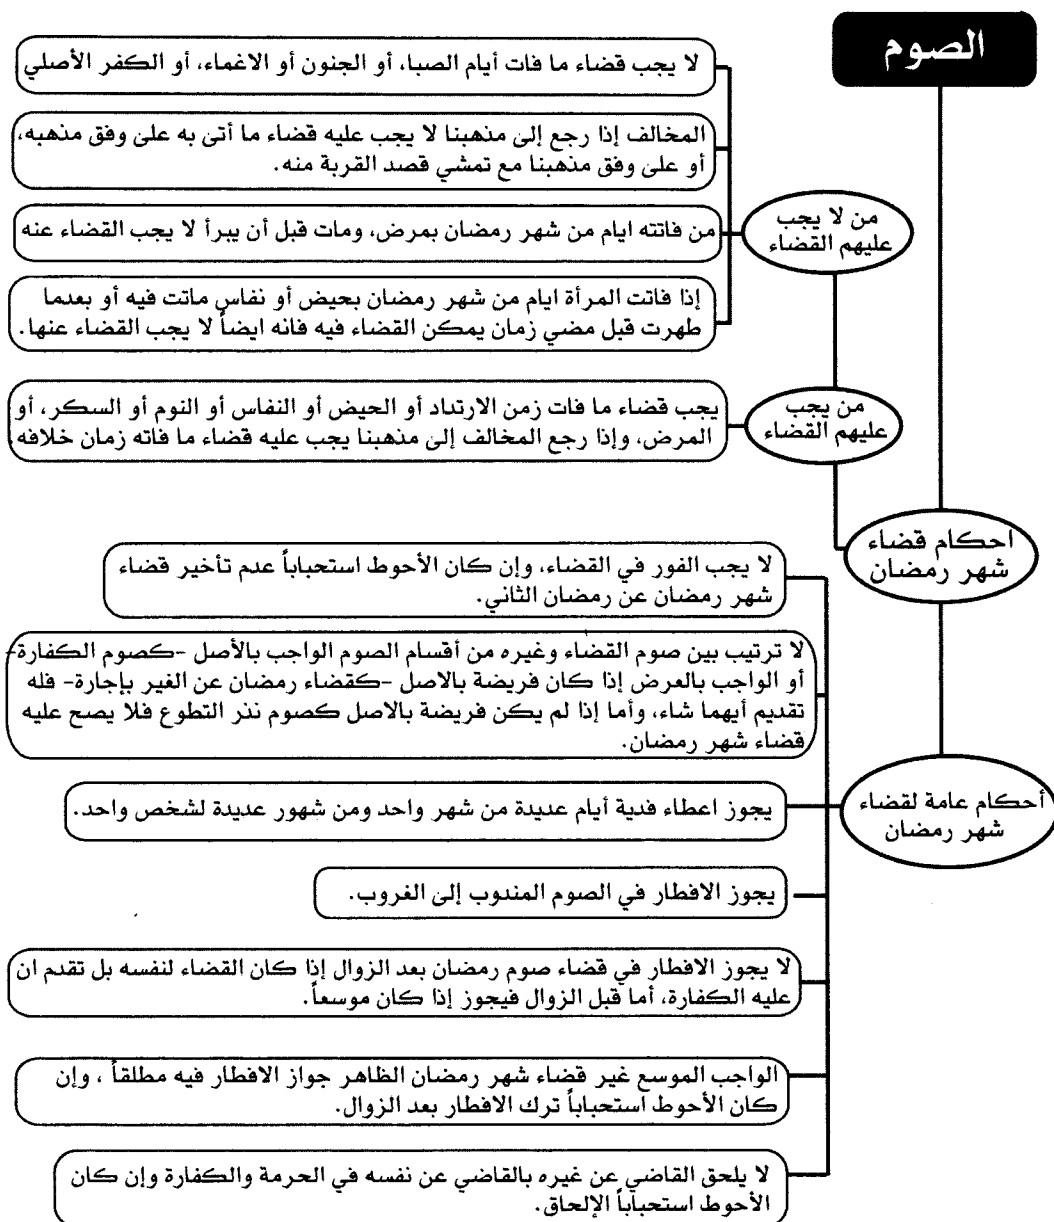 الصوم
لا يجب قضاء ما فات أيام الصبا، أو الجنون أو الاغماء، أو الكفر الأصلي
المخالف إذا رجع إلى مذهبنا لا يجب عليه قضاء ما أتى به على وفق مذهبه،
أو على وفق مذهبنا مع تمشي قصد القربة منه.
من لا يجب
عليهم القضاء
من فاتته ايام من شهر رمضان بمرض، ومات قبل أن يبرأ لا يجب القضاء عنه
إذا فاتت المرأة ايام من شهر رمضان بحيض أو نفاس ماتت فيه أو بعدما
طهرت قبل مضي زمان يمكن القضاء فيه فانه ايضاً لا يجب القضاء عنها.
من يجب
عليهم القضاء
يجب قضاء ما فات زمن الارتداد أو الحيض أو النفاس أو النوم أو السكر، أو
المرض، وإذا رجع المخالف إلى مذهبنا يجب عليه قضاء ما فاته زمان خلافه
احكام قضاء
شهر رمضان
لا يجب الفور في القضاء، وإن كان الأحوط استحباباً عدم تأخير قضاء
شهر رمضان عن رمضان الثاني.
لا ترتيب بين صوم القضاء وغيره من أقسام الصوم الواجب بالأصل -كصوم الكفارة-
أو الواجب بالعرض إذا كان فريضة بالاصل -كقضاء رمضان عن الغير بإجارة- فله
تقديم أيهما شاء، وأما إذا لم يكن فريضة بالاصل كصوم نذر التطوع فلا يصح عليه
قضاء شهر رمضان.
أحكام عامة لقضاء
شهر رمضان
يجوز اعطاء فدية أيام عديدة من شهر واحد ومن شهور عديدة لشخص واحد.
يجوز الافطار في الصوم المندوب إلى الغروب.
لا يجوز الافطار في قضاء صوم رمضان بعد الزوال إذا كان القضاء لنفسه بل تقدم ان
عليه الكفارة، أما قبل الزوال فيجوز إذا كان موسعاً.
الواجب الموسع غير قضاء شهر رمضان الظاهر جواز الافطار فيه مطلقاً ، وإن
كان الأحوط استحباباً ترك الافطار بعد الزوال.
لا يلحق القاضي عن غيره بالقاضي عن نفسه في الحرمة والكفارة وإن كان
الأحوط استحباباً الإلحاق.